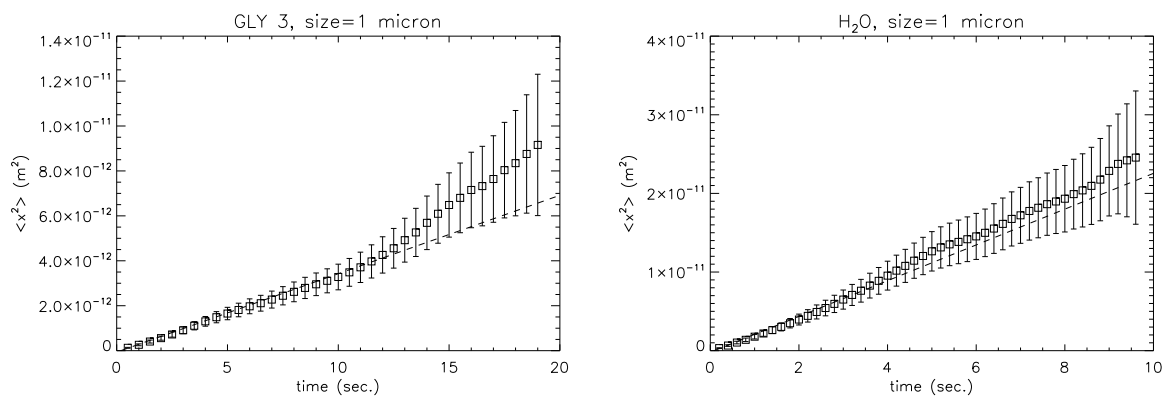 GLY 3, size=1 micron
1.4×10⁻¹¹
1.2×10⁻¹¹
1.0×10⁻¹¹
8.0×10⁻¹²
6.0×10⁻¹²
4.0×10⁻¹²
2.0×10⁻¹²
0
<x²> (m²)
0 5 10 15 20
time (sec.)
H₂O, size=1 micron
4×10⁻¹¹
3×10⁻¹¹
2×10⁻¹¹
1×10⁻¹¹
0
<x²> (m²)
0 2 4 6 8 10
time (sec.)